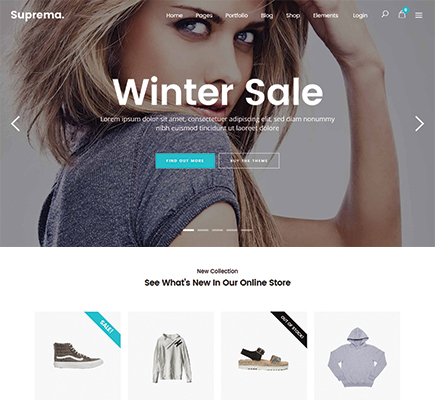 Suprema.
Home Pages Portfolio Blog Shop Elements Login
Winter Sale
Lorem ipsum dolor sit amet, consectetuer adipiscing elit, sed diam nonummy
nibh euismod tincidunt ut laoreet dolore
FIND OUT MORE
BUY THE THEME
New Collection
See What's New In Our Online Store
SALE!
OUT OF STOCK!